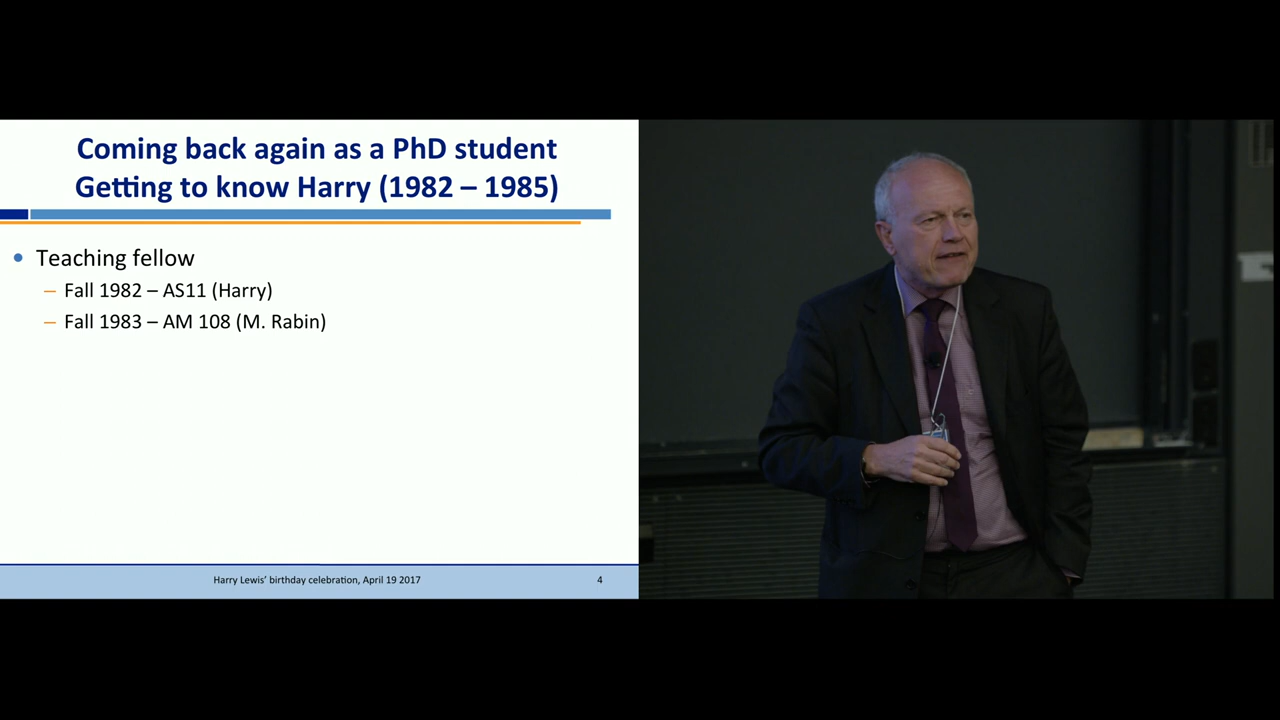 Coming back again as a PhD student
Getting to know Harry (1982 – 1985)
• Teaching fellow
– Fall 1982 – AS11 (Harry)
– Fall 1983 – AM 108 (M. Rabin)
Harry Lewis' birthday celebration, April 19 2017
4